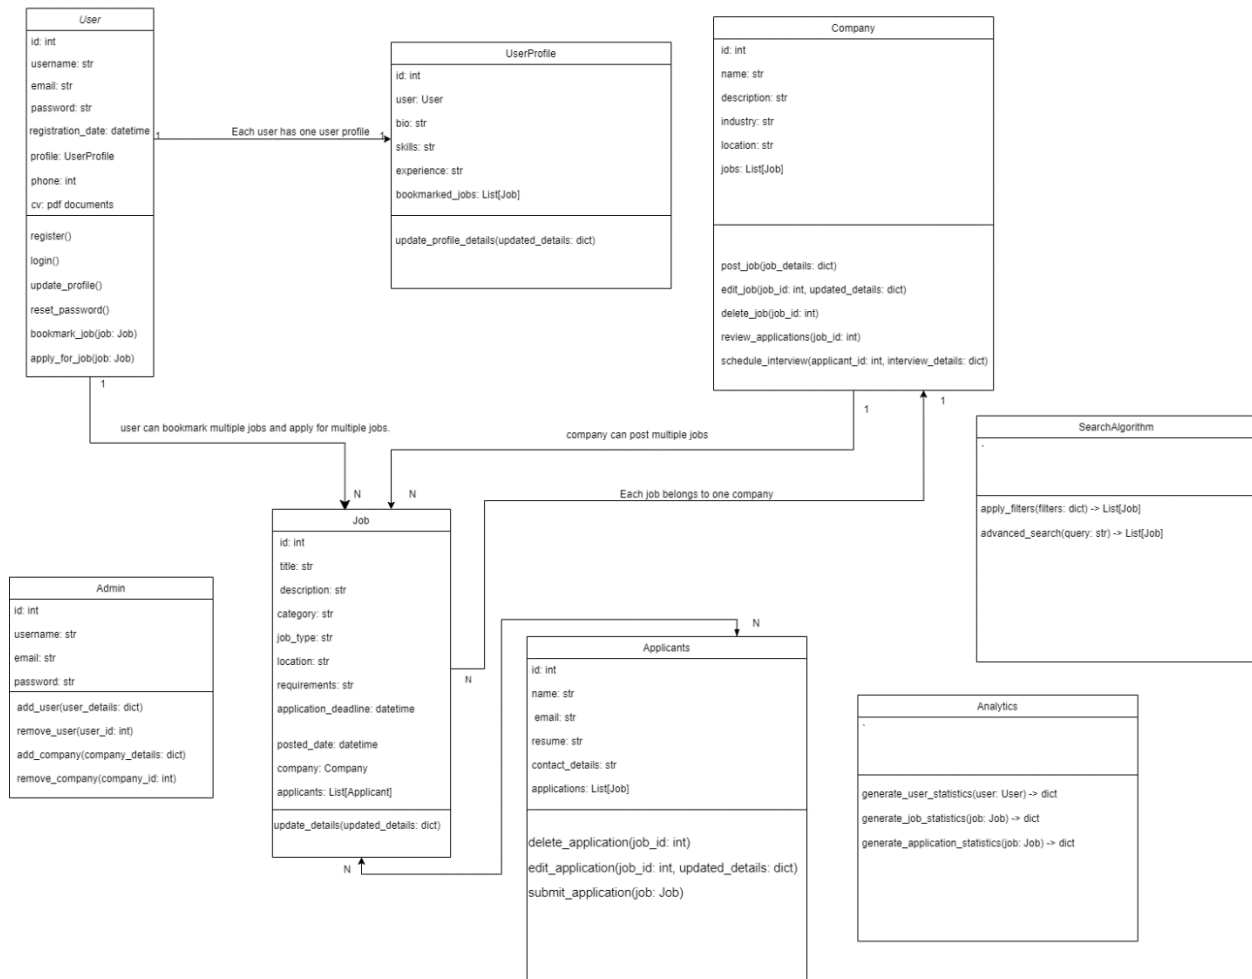 User
id: int
username: str
email: str
password: str
registration_date: datetime
profile: UserProfile
phone: int
cv: pdf documents
register()
login()
update_profile()
reset_password()
bookmark_job(job: Job)
apply_for_job(job: Job)
1
Each user has one user profile
1
UserProfile
id: int
user: User
bio: str
skills: str
experience: str
bookmarked_jobs: List[Job]
update_profile_details(updated_details: dict)
Company
id: int
name: str
description: str
industry: str
location: str
jobs: List[Job]
post_job(job_details: dict)
edit_job(job_id: int, updated_details: dict)
delete_job(job_id: int)
review_applications(job_id: int)
schedule_interview(applicant_id: int, interview_details: dict)
1
user can bookmark multiple jobs and apply for multiple jobs.
N
1
company can post multiple jobs
N
1
Each job belongs to one company
N
SearchAlgorithm
-
apply_filters(filters: dict) -> List[Job]
advanced_search(query: str) -> List[Job]
Job
id: int
title: str
description: str
category: str
job_type: str
location: str
requirements: str
application_deadline: datetime
posted_date: datetime
company: Company
applicants: List[Applicant]
update_details(updated_details: dict)
N
N
Admin
id: int
username: str
email: str
password: str
add_user(user_details: dict)
remove_user(user_id: int)
add_company(company_details: dict)
remove_company(company_id: int)
Applicants
id: int
name: str
email: str
resume: str
contact_details: str
applications: List[Job]
delete_application(job_id: int)
edit_application(job_id: int, updated_details: dict)
submit_application(job: Job)
Analytics
-
generate_user_statistics(user: User) -> dict
generate_job_statistics(job: Job) -> dict
generate_application_statistics(job: Job) -> dict